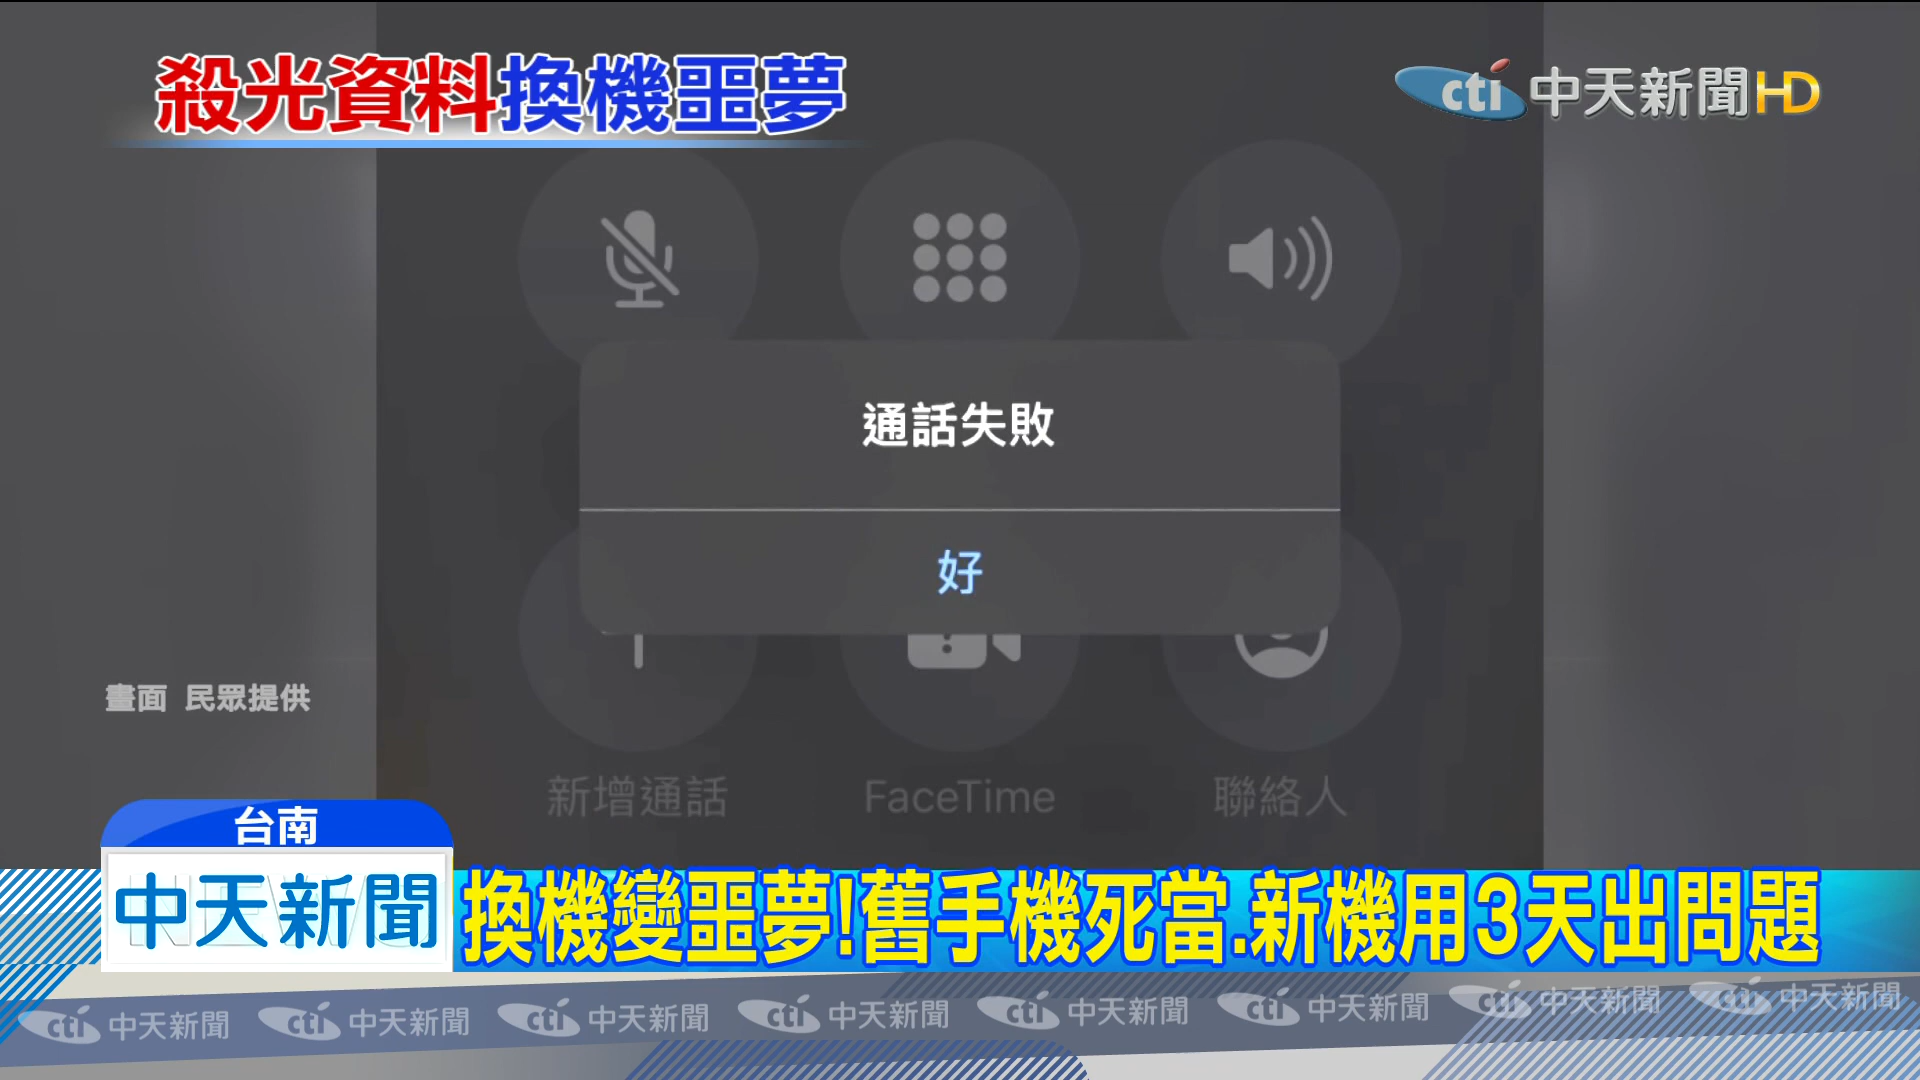 殺光資料換機噩夢
cti 中天新聞HD
通話失敗
好
畫面 民眾提供
新增通話 FaceTime 聯絡人
台南
中天新聞
換機變噩夢!舊手機死當.新機用3天出問題
cti 中天新聞 cti 中天新聞 cti 中天新聞 cti 中天新聞 cti 中天新聞 cti 中天新聞 cti 中天新聞 cti 中天新聞